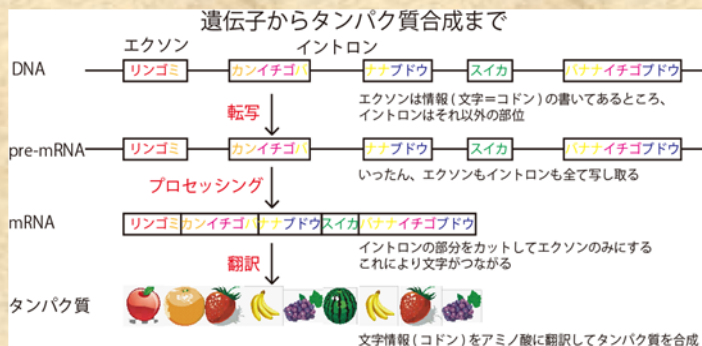 遺伝子からタンパク質合成まで
エクソン イントロン
DNA リンゴミ カンイチゴバ ナナブドウ スイカ バナナイチゴブドウ
転写
エクソンは情報(文字=コドン)の書いてあるところ、
イントロンはそれ以外の部位
pre-mRNA リンゴミ カンイチゴバ ナナブドウ スイカ バナナイチゴブドウ
プロセッシング
いったん、エクソンもイントロンも全て写し取る
mRNA リンゴミ カンイチゴバ ナナブドウ スイカ バナナイチゴブドウ
翻訳
イントロンの部分をカットしてエクソンのみにする
これにより文字がつながる
タンパク質
文字情報(コドン)をアミノ酸に翻訳してタンパク質を合成